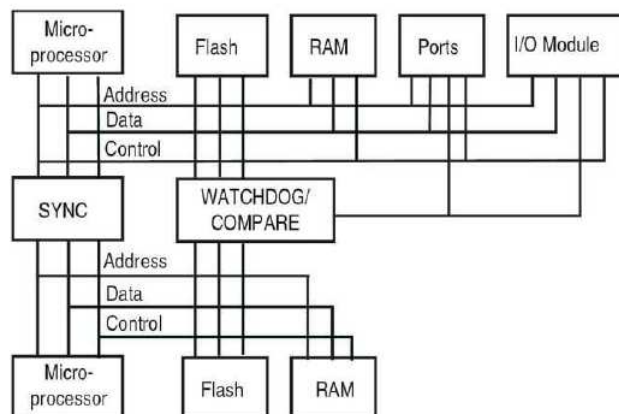 Micro-
processor
Flash
RAM
Ports
I/O Module
Address
Data
Control
SYNC
WATCHDOG/
COMPARE
Address
Data
Control
Micro-
processor
Flash
RAM